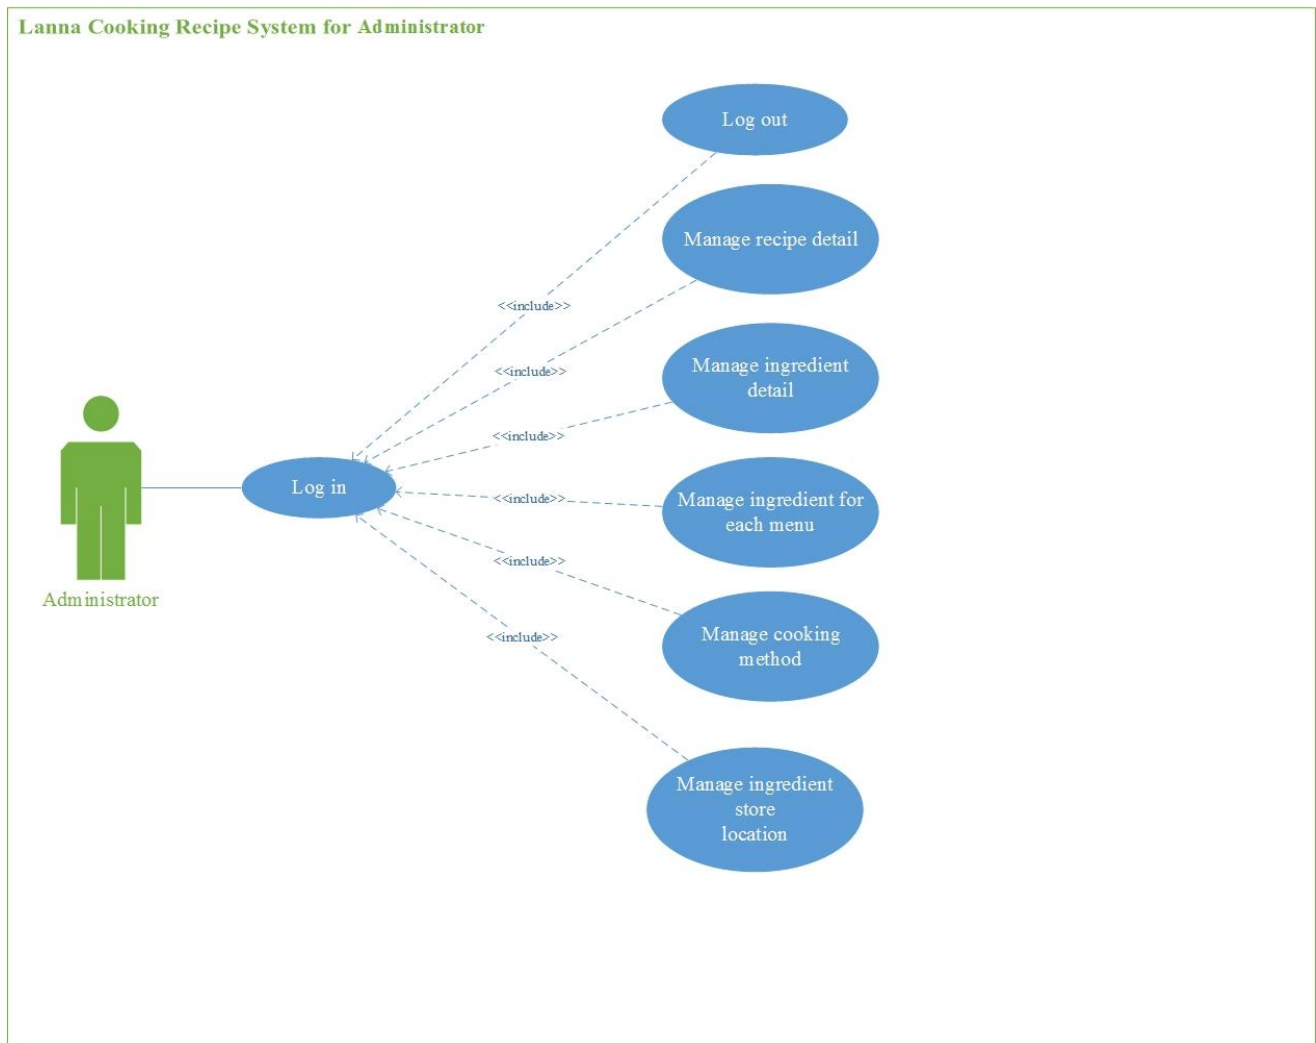 Lanna Cooking Recipe System for Administrator
Log out
Manage recipe detail
<<include>>
<<include>>
Manage ingredient
detail
<<include>>
Log in
<<include>>
Manage ingredient for
each menu
<<include>>
Administrator
Manage cooking
method
<<include>>
Manage ingredient
store
location